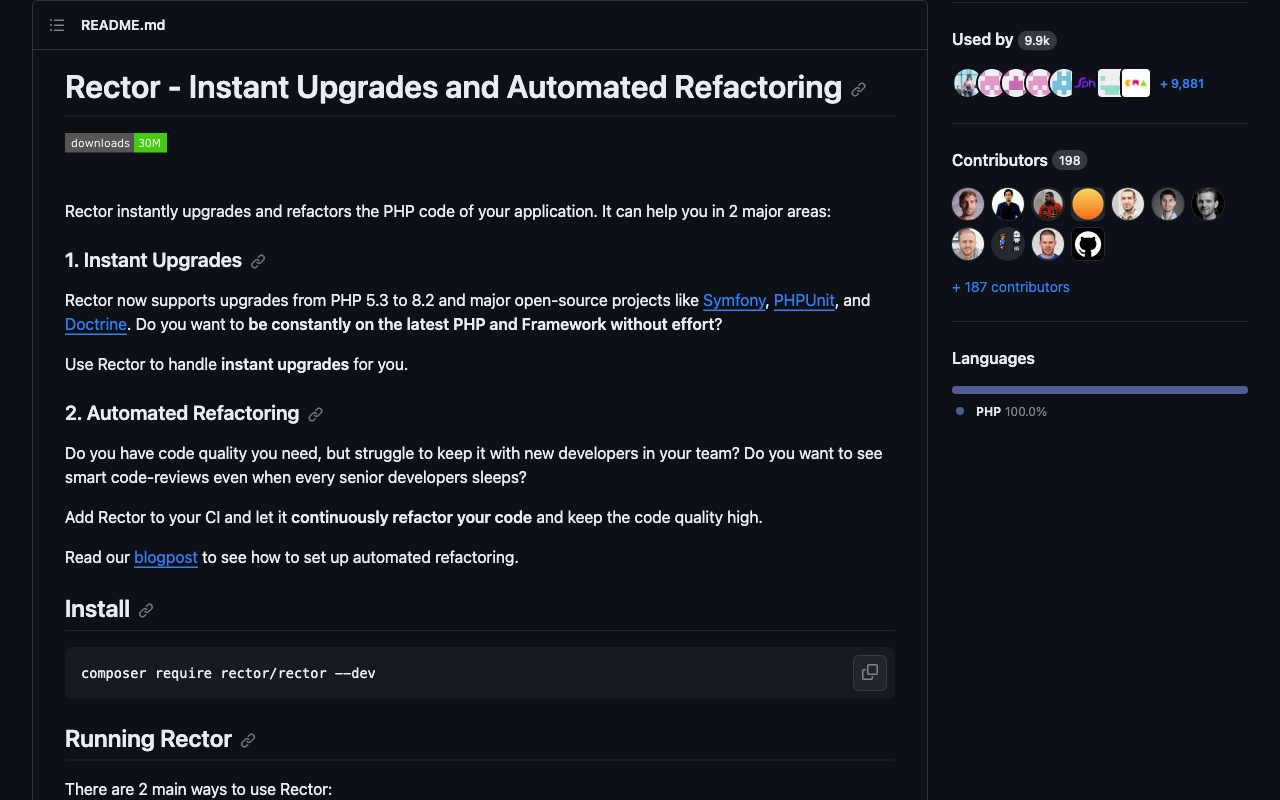 README.md
Rector - Instant Upgrades and Automated Refactoring
downloads 30M
Rector instantly upgrades and refactors the PHP code of your application. It can help you in 2 major areas:
1. Instant Upgrades
Rector now supports upgrades from PHP 5.3 to 8.2 and major open-source projects like Symfony, PHPUnit, and
Doctrine. Do you want to be constantly on the latest PHP and Framework without effort?
Use Rector to handle instant upgrades for you.
2. Automated Refactoring
Do you have code quality you need, but struggle to keep it with new developers in your team? Do you want to see
smart code-reviews even when every senior developers sleeps?
Add Rector to your CI and let it continuously refactor your code and keep the code quality high.
Read our blogpost to see how to set up automated refactoring.
Install
composer require rector/rector --dev
Running Rector
There are 2 main ways to use Rector:
Used by 9.9k
+ 9,881
Contributors 198
+ 187 contributors
Languages
PHP 100.0%